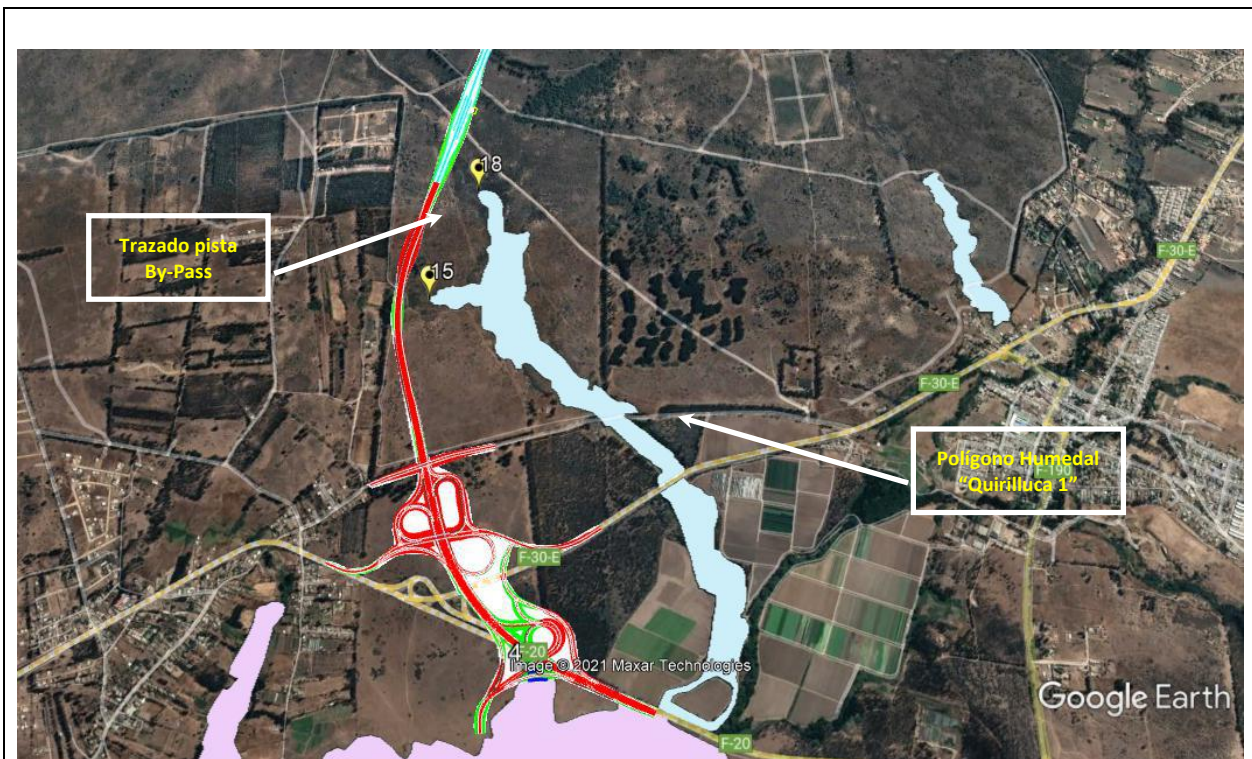 18
Trazado pista
By-Pass
15
F-30-E
F-30-E
Polígono Humedal
"Quirilluca 1"
F-190
F-30-E
4
F-20
Image © 2021 Maxar Technologies
Google Earth
F-20